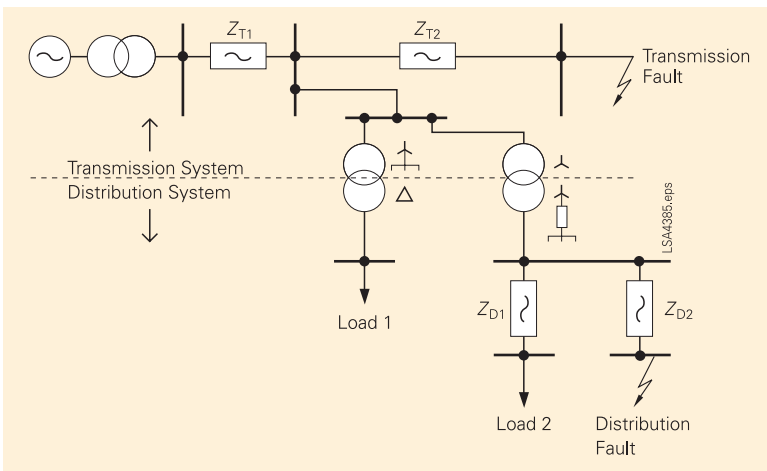 Z_T1
Z_T2
Transmission
Fault
Transmission System
Distribution System
LSA4385.eps
Load 1
Z_D1
Z_D2
Load 2
Distribution
Fault